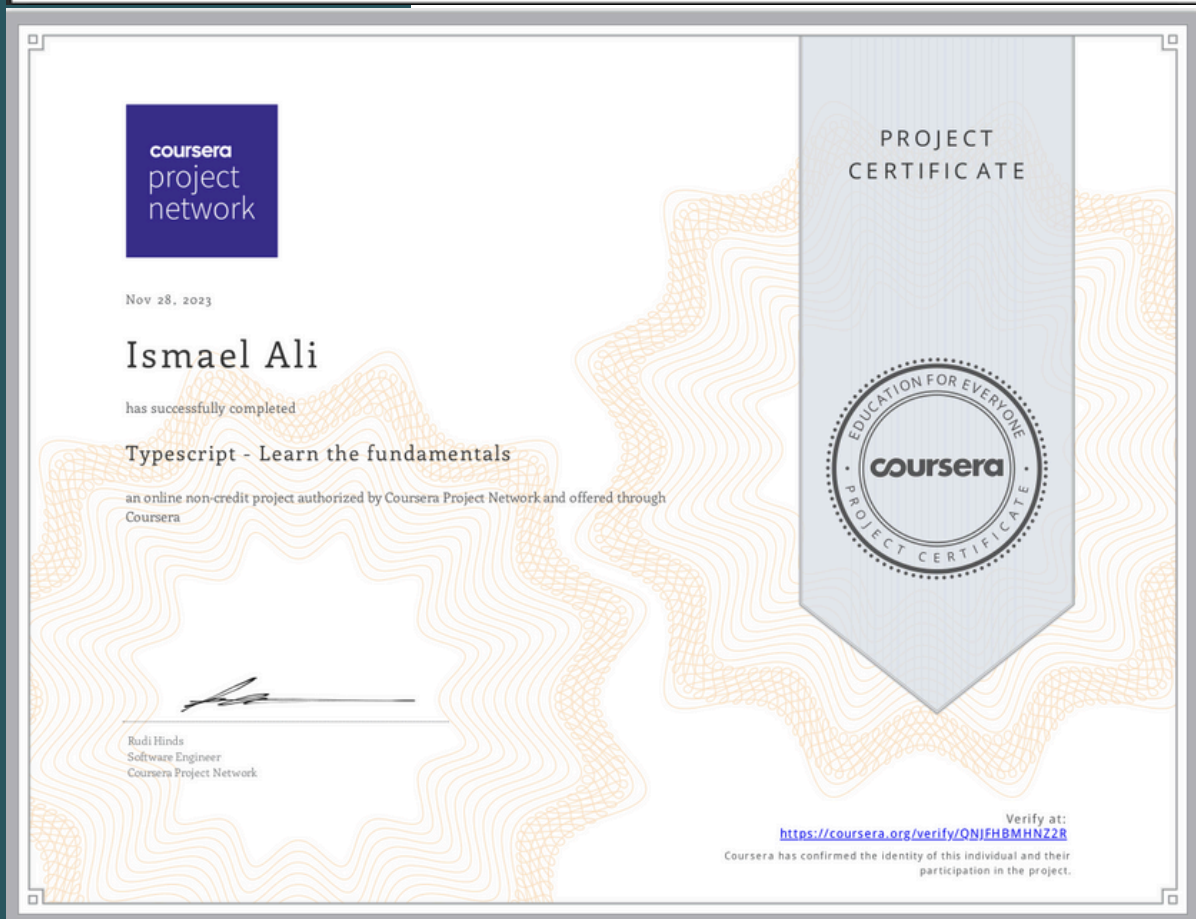 coursera
project
network
PROJECT
CERTIFICATE
Nov 28, 2023
Ismael Ali
has successfully completed
Typescript - Learn the fundamentals
an online non-credit project authorized by Coursera Project Network and offered through
Coursera
EDUCATION FOR EVERYONE
coursera
PROJECT CERTIFICATE
Rudi Hinds
Software Engineer
Coursera Project Network
Verify at:
https://coursera.org/verify/QNJFHBMHNZ2R
Coursera has confirmed the identity of this individual and their
participation in the project.